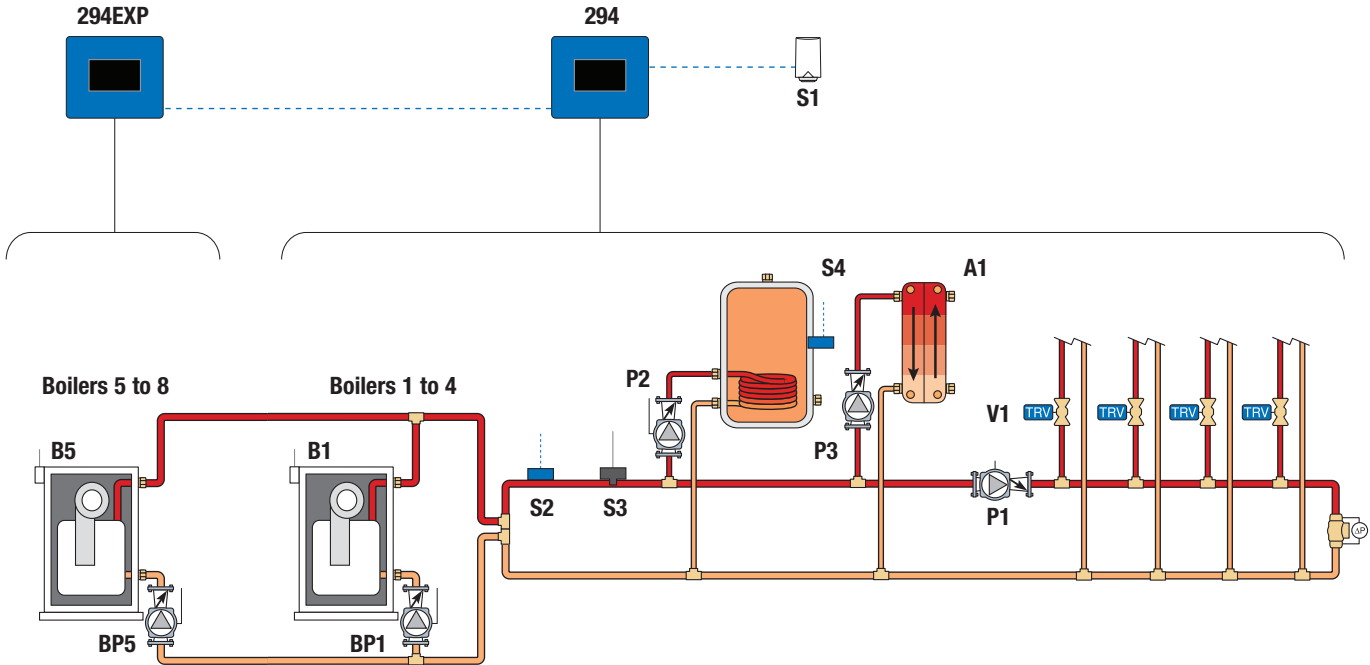 294EXP
294
S1
S4
A1
Boilers 5 to 8
Boilers 1 to 4
P2
V1
TRV
TRV
TRV
TRV
B5
B1
P3
S2
S3
P1
ΔP
BP5
BP1